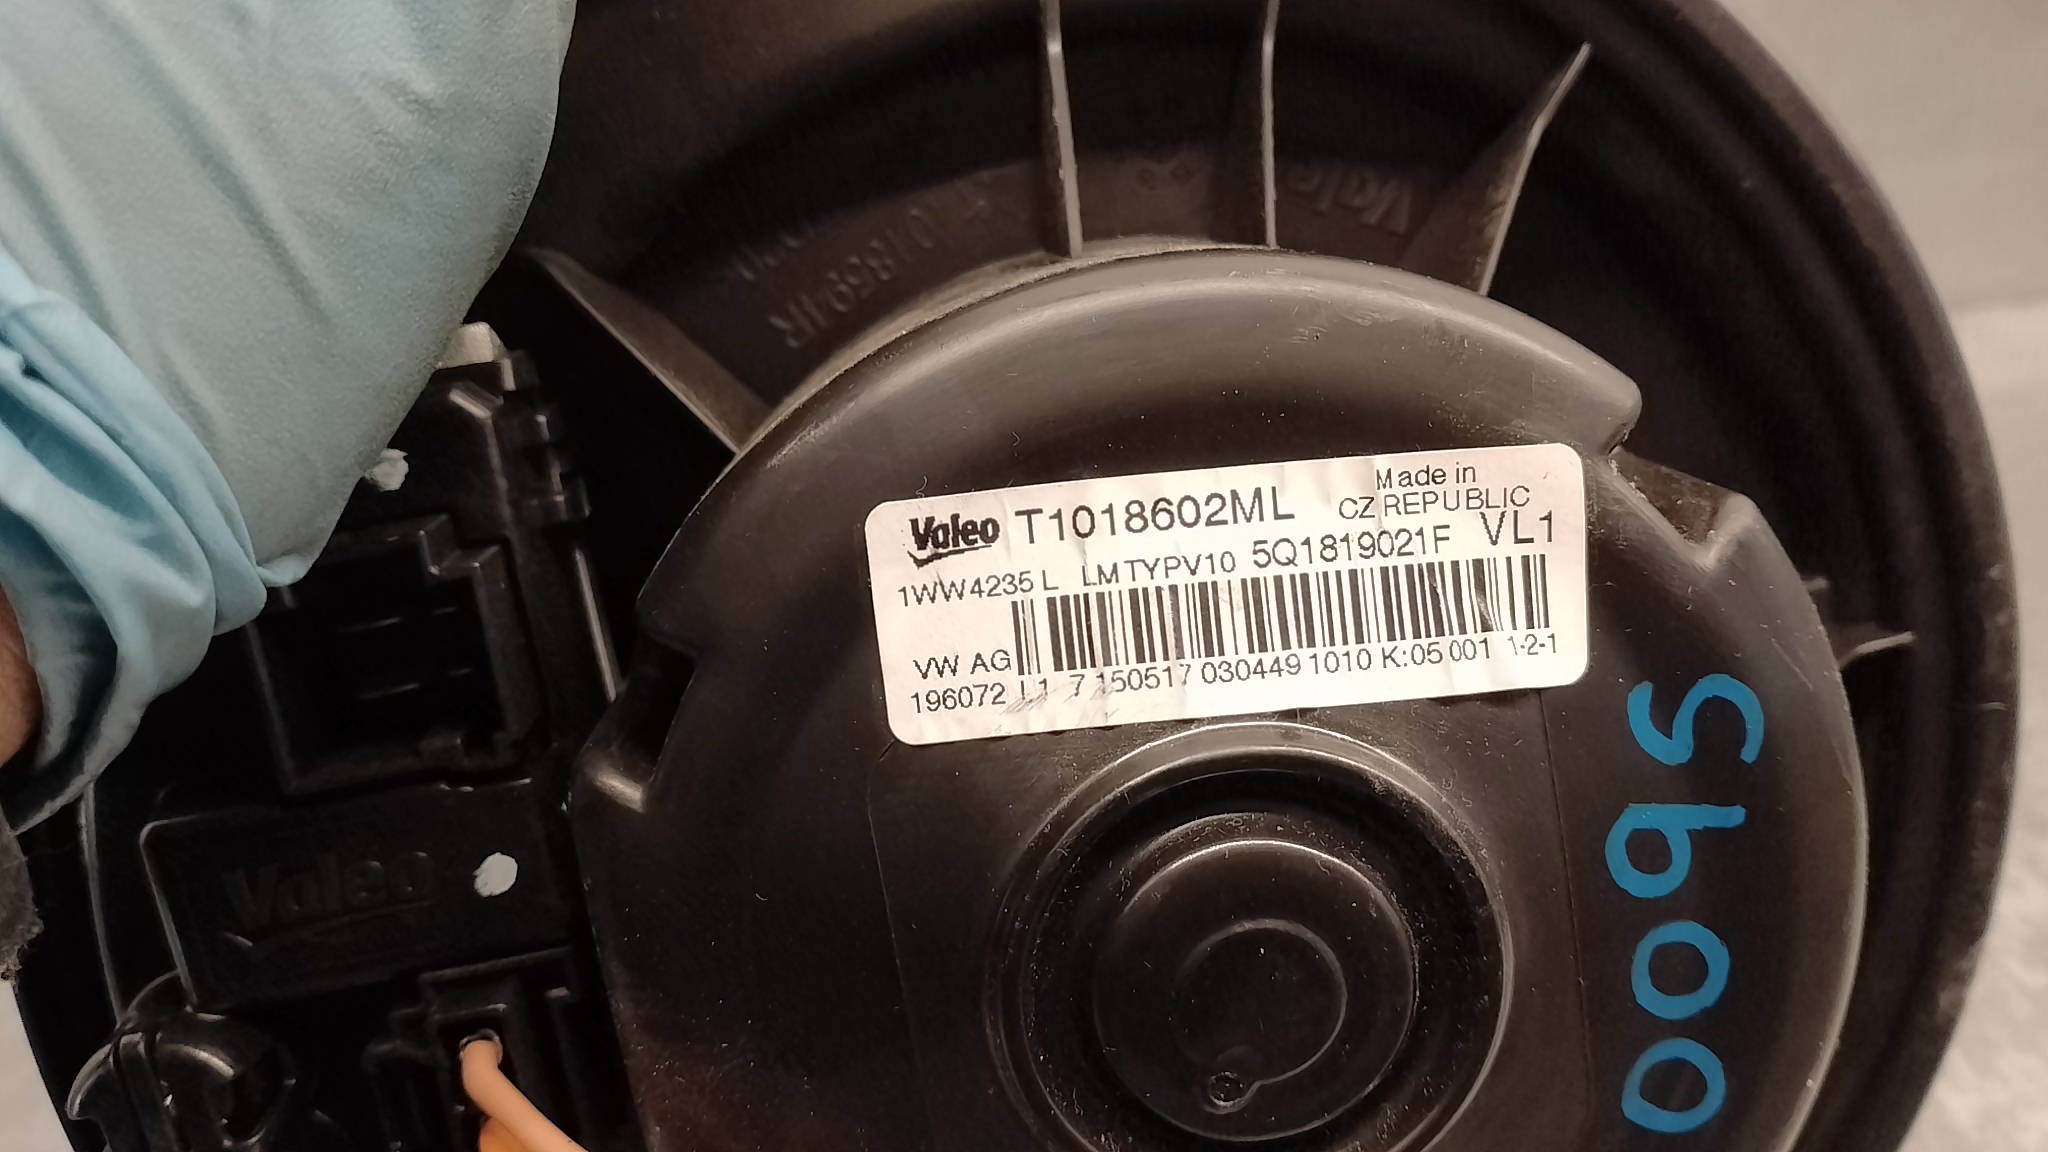 Valeo T1018602ML Made in
CZ REPUBLIC
1WW4235 L LMTYPV10 5Q1819021F VL1
VW AG
196072 L1 7 150517 030449 1010 K:05 001 1-2-1
Valeo
Valeo
0095